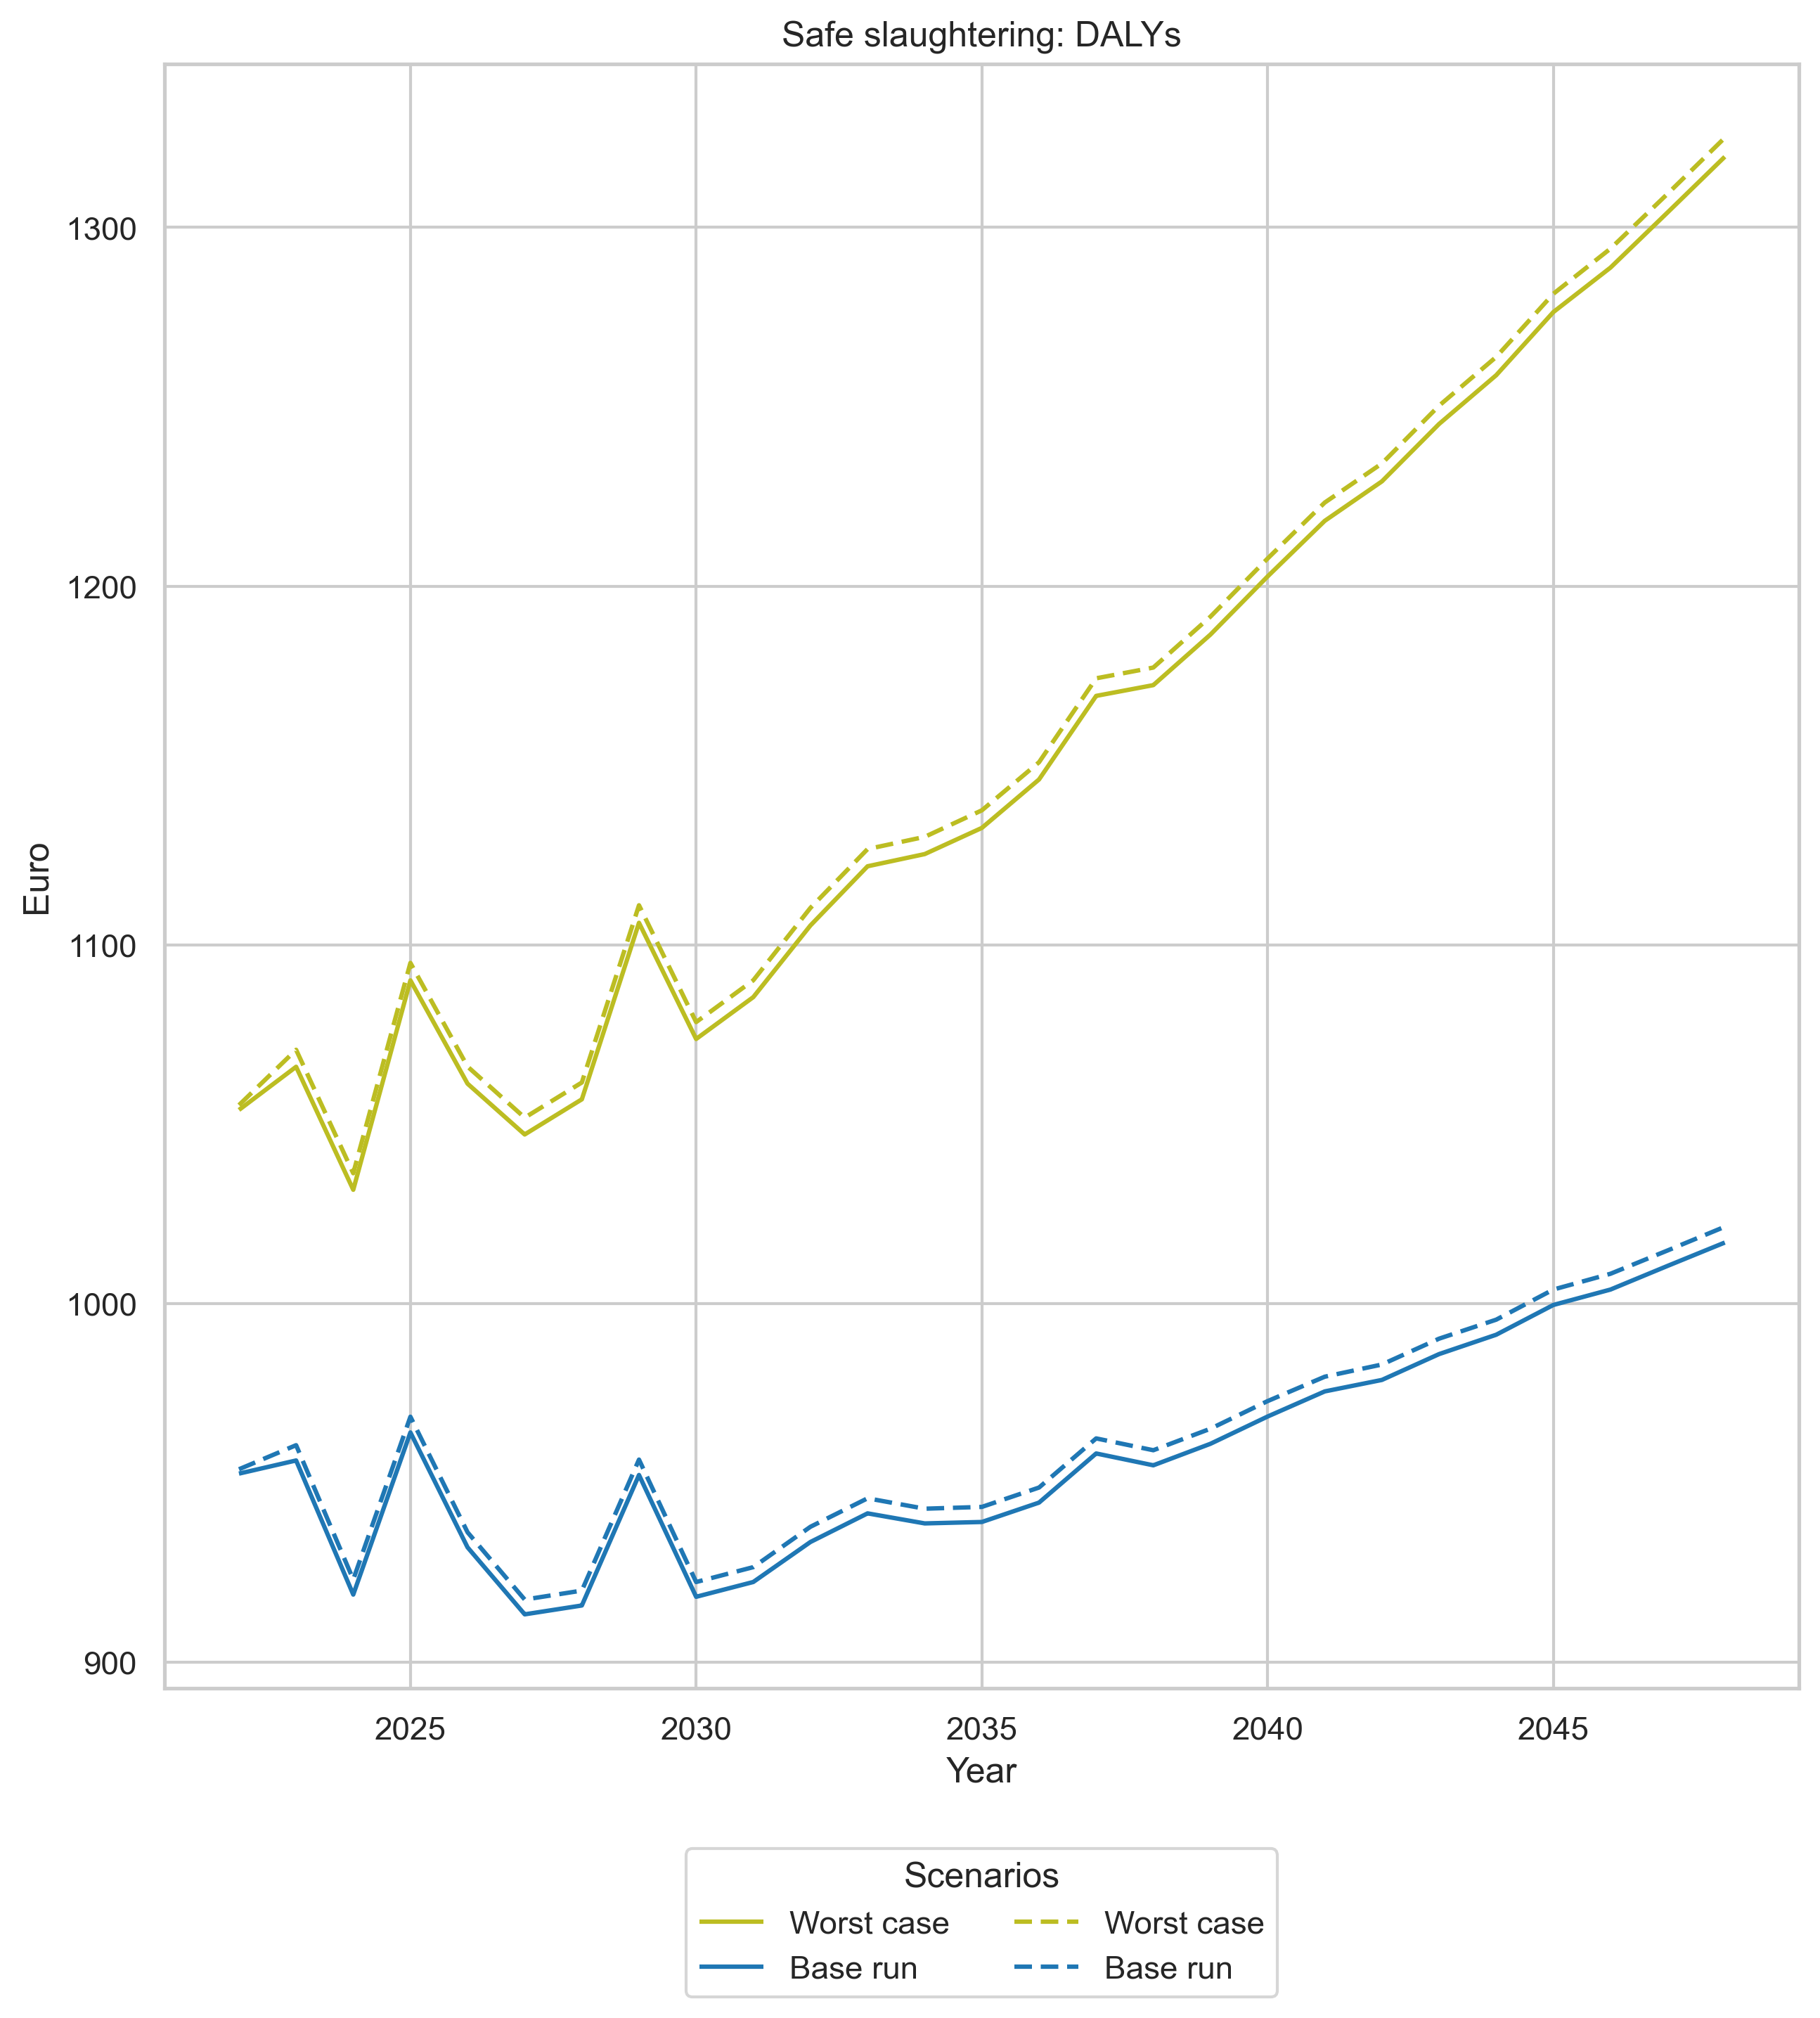 Safe slaughtering: DALYs
1300
1200
1100
1000
900
Euro
2025 2030 2035 2040 2045
Year
Scenarios
Worst case Worst case
Base run Base run